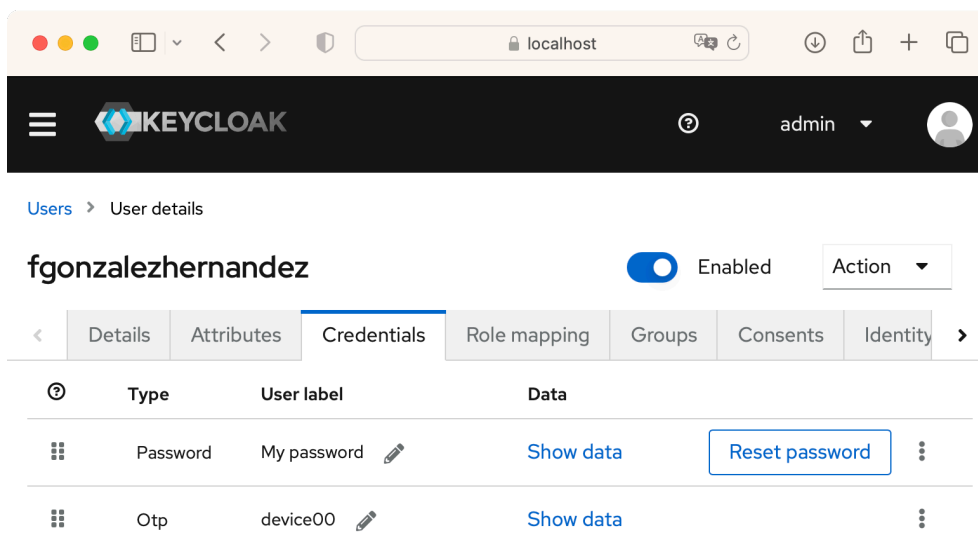 localhost
KEYCLOAK
admin
Users > User details
fgonzalezhernandez Enabled Action
Details Attributes Credentials Role mapping Groups Consents Identity
Type User label Data
Password My password Show data Reset password
Otp device00 Show data